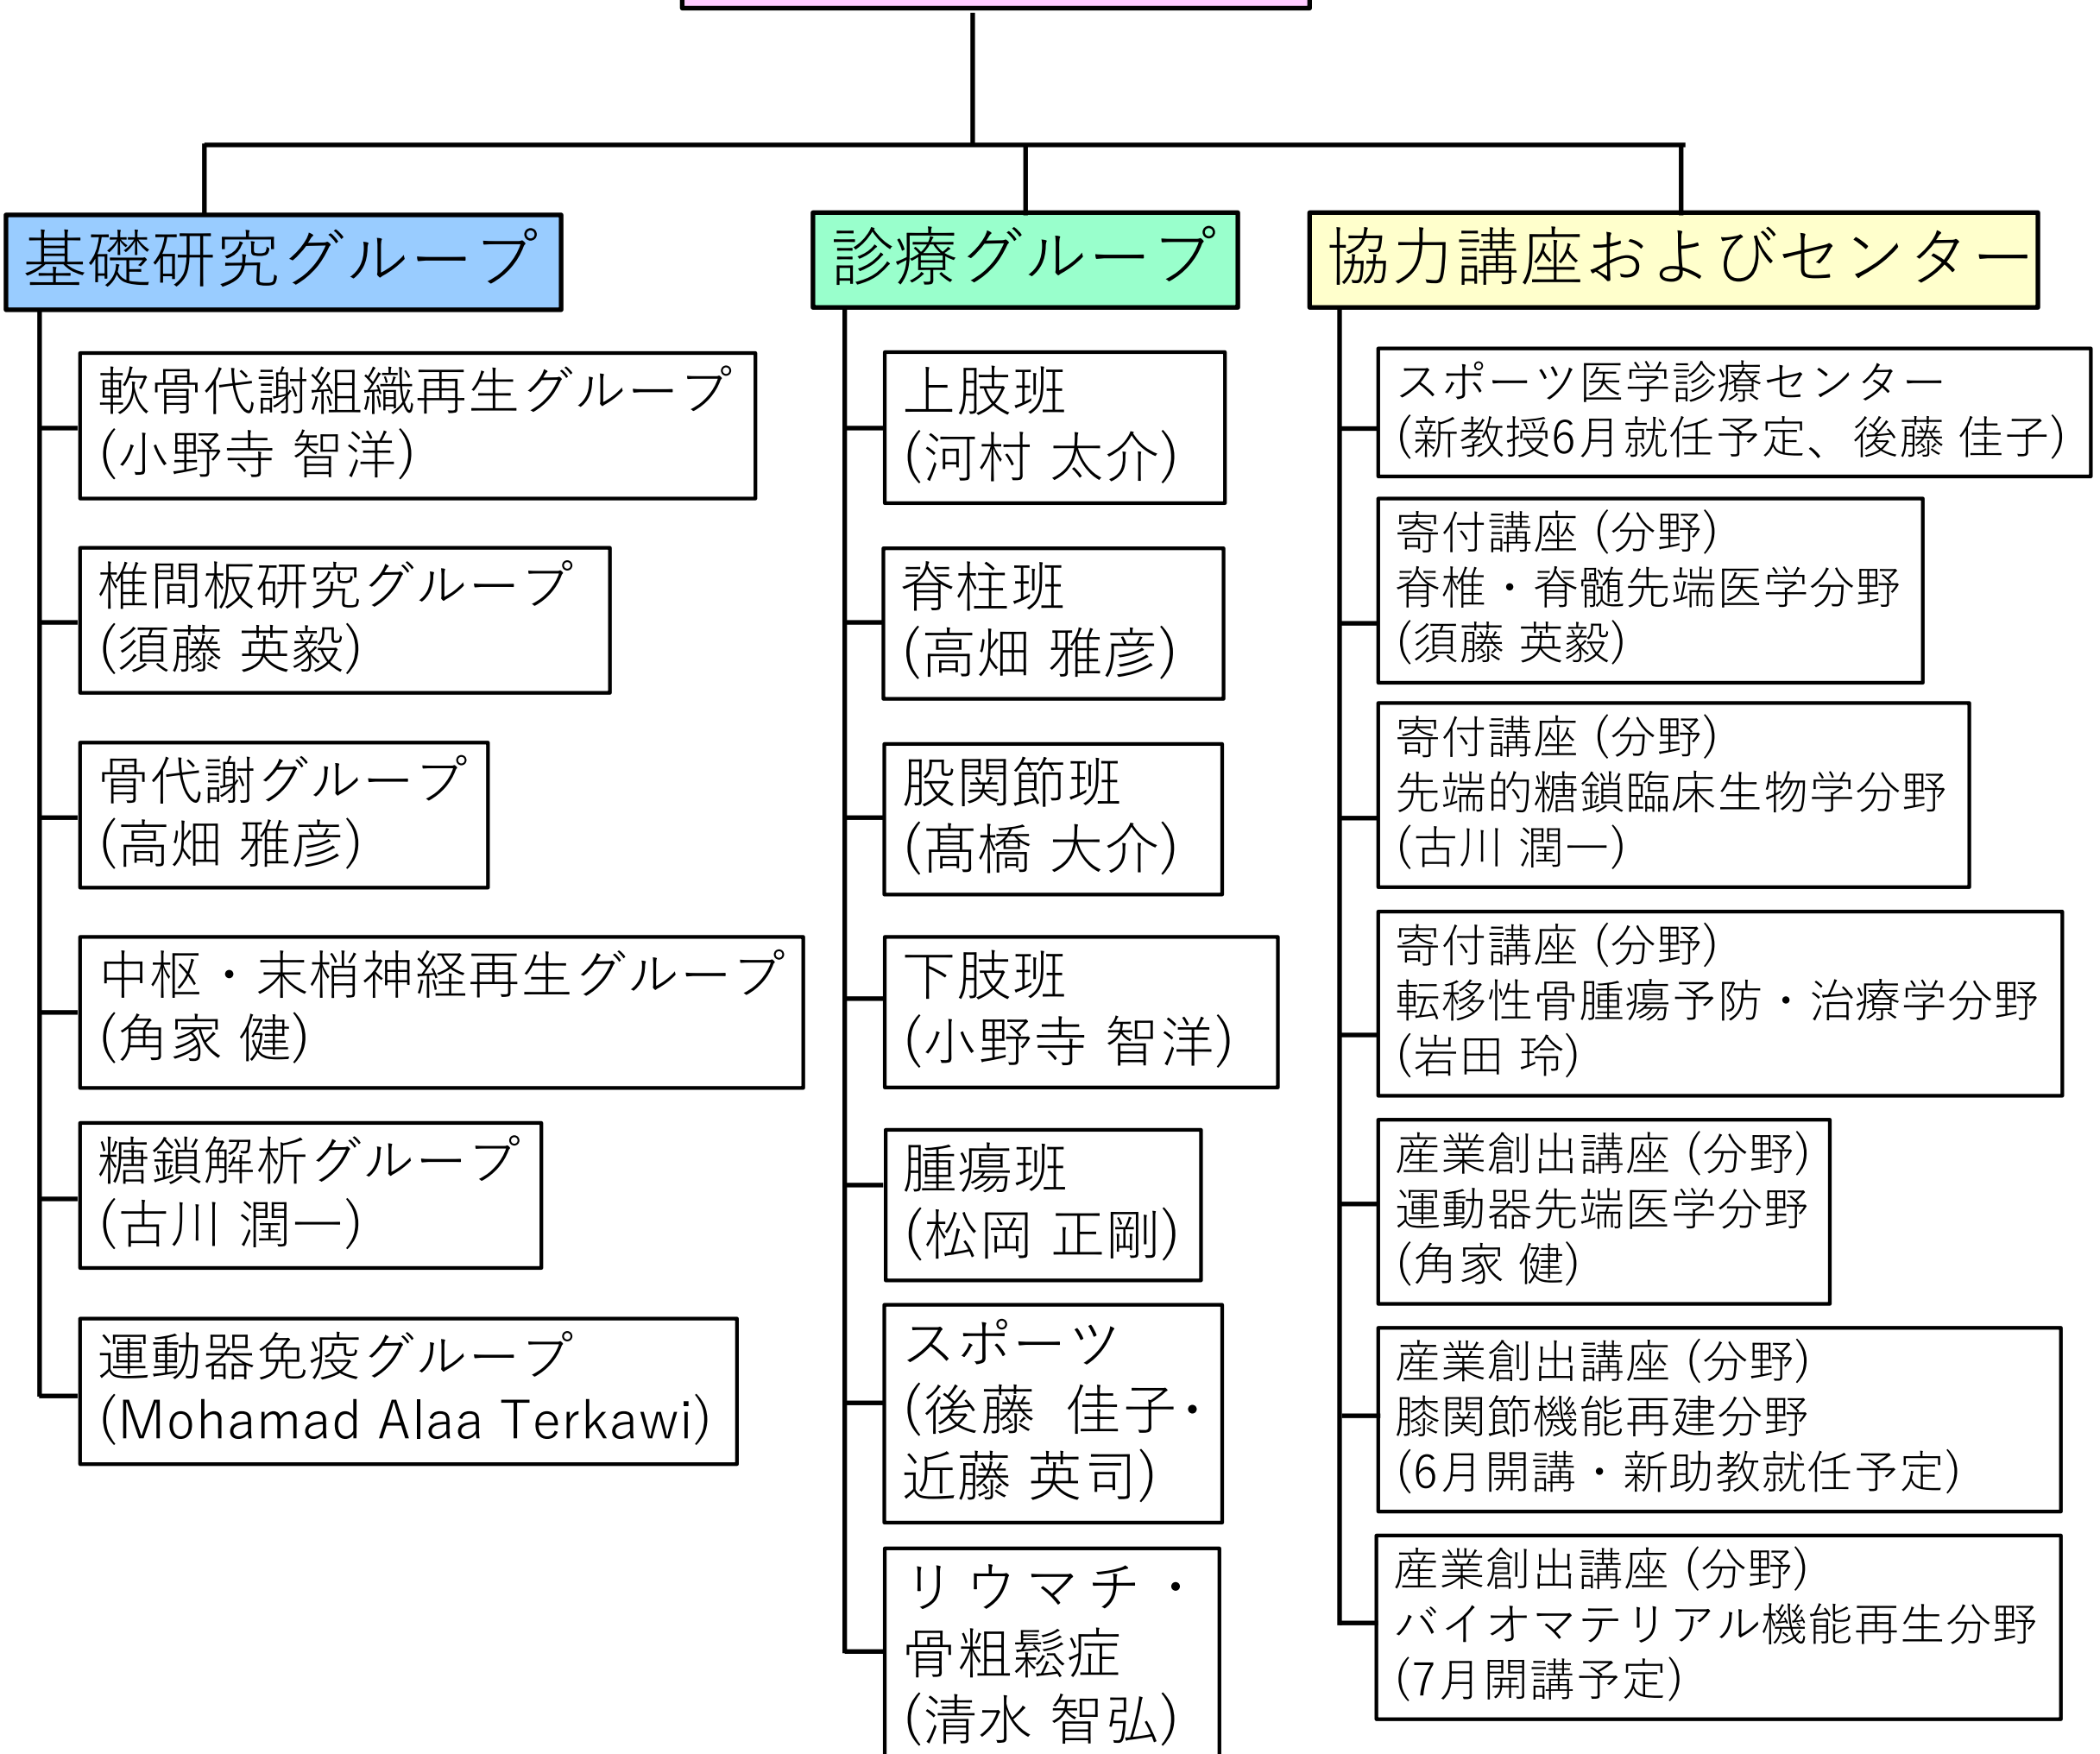 基礎研究グループ
軟骨代謝組織再生グループ
(小野寺 智洋)
椎間板研究グループ
(須藤 英毅)
骨代謝グループ
(高畑 雅彦)
中枢・末梢神経再生グループ
(角家 健)
糖鎖解析グループ
(古川 潤一)
運動器免疫グループ
(Mohamad Alaa Terkawi)
診療グループ
上肢班
(河村 太介)
脊柱班
(高畑 雅彦)
股関節班
(髙橋 大介)
下肢班
(小野寺 智洋)
腫瘍班
(松岡 正剛)
スポーツ
(後藤 佳子・
近藤 英司)
リウマチ・
骨粗鬆症
(清水 智弘)
協力講座およびセンター
スポーツ医学診療センター
(新教授6月就任予定、後藤 佳子)
寄付講座 (分野)
脊椎・脊髄先端医学分野
(須藤 英毅)
寄付講座 (分野)
先端的糖鎖臨床生物学分野
(古川 潤一)
寄付講座 (分野)
転移性骨腫瘍予防・治療学分野
(岩田 玲)
産業創出講座 (分野)
運動器先端医学分野
(角家 健)
産業創出講座 (分野)
膝関節機能再建分野
(6月開講・新助教就任予定)
産業創出講座 (分野)
バイオマテリアル機能再生分野
(7月開講予定)